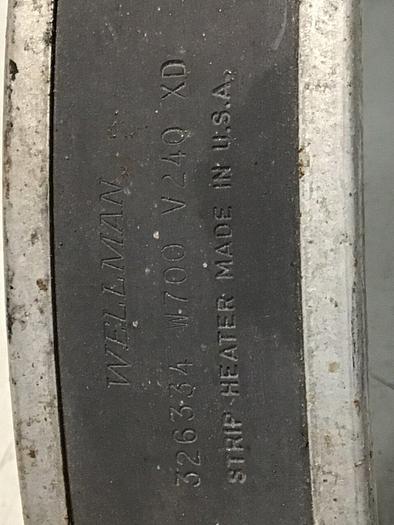 WELLMAN
326334 W700 V240 XD
STRIP HEATER MADE IN U.S.A.